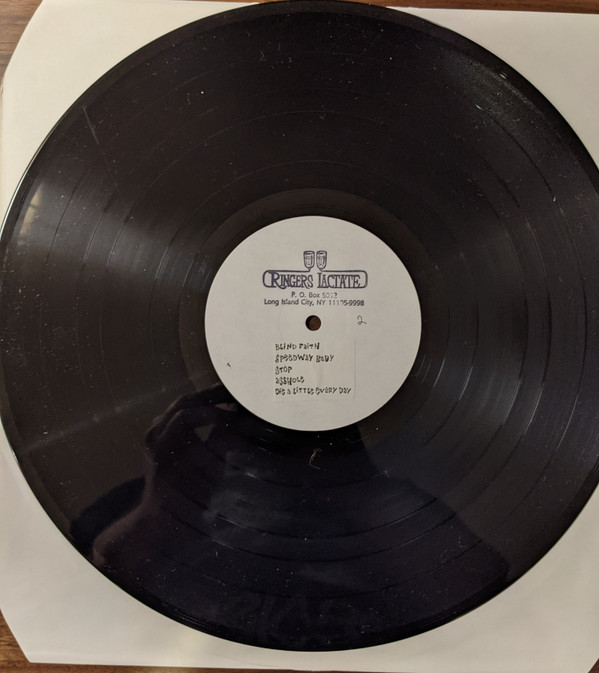 RINGERS LACTATE
P. O. Box
Long Island City, NY 11105-9998
2
BLIND FAITH
SPEEDWAY BABY
STOP
ASSHOLE
DIE A LITTLE EVERY DAY